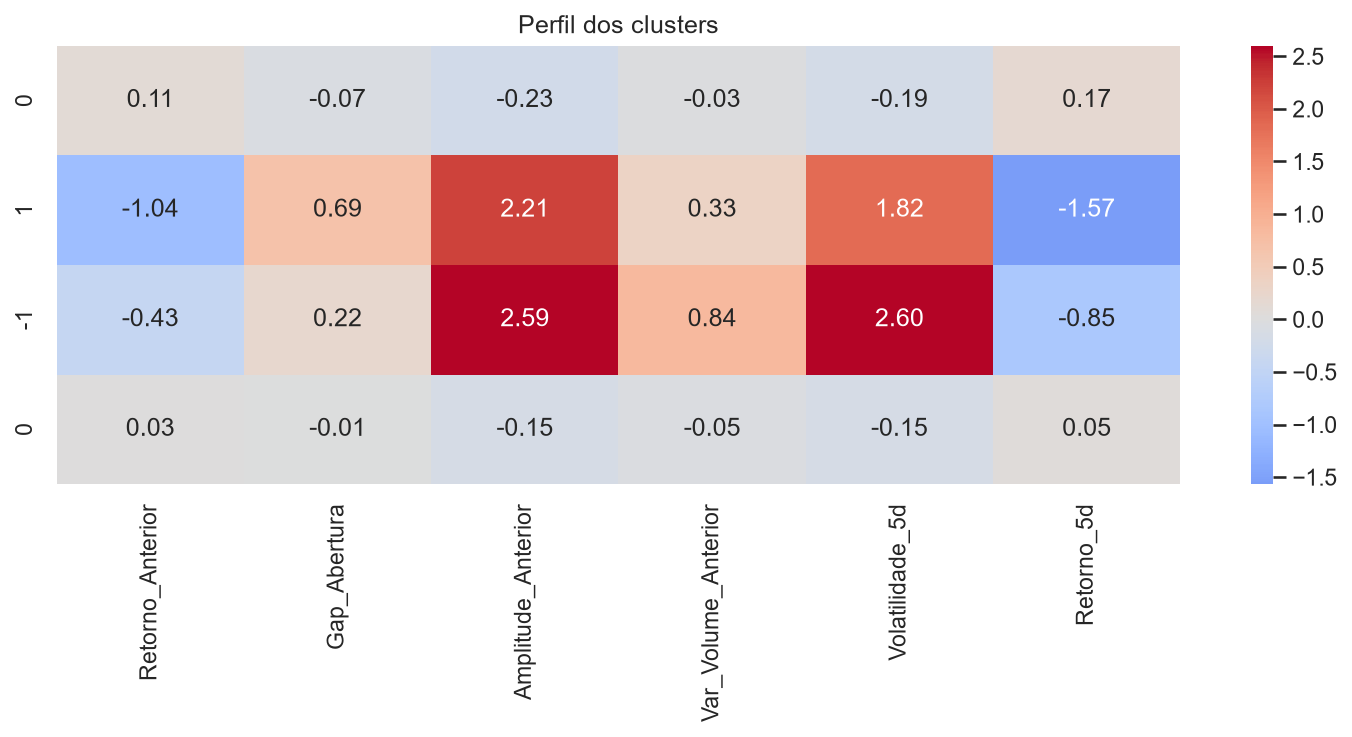 Perfil dos clusters
0 0.11 -0.07 -0.23 -0.03 -0.19 0.17
1 -1.04 0.69 2.21 0.33 1.82 -1.57
-1 -0.43 0.22 2.59 0.84 2.60 -0.85
0 0.03 -0.01 -0.15 -0.05 -0.15 0.05
Retorno_Anterior
Gap_Abertura
Amplitude_Anterior
Var_Volume_Anterior
Volatilidade_5d
Retorno_5d
2.5
2.0
1.5
1.0
0.5
0.0
−0.5
−1.0
−1.5